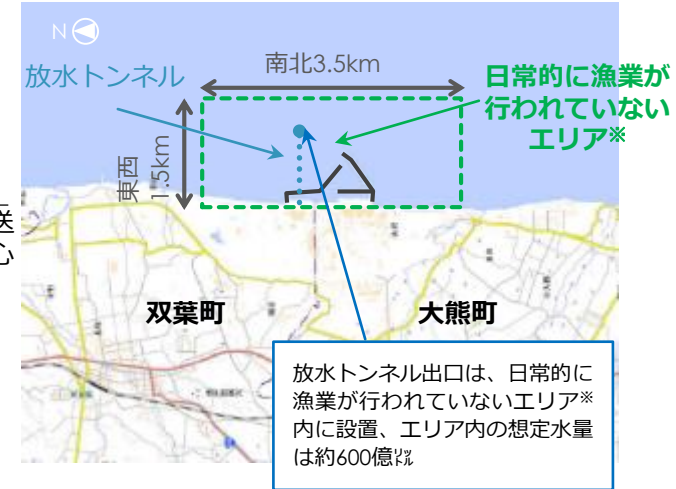 N
放水トンネル
南北3.5km
日常的に漁業が
行われていない
エリア※
東西
1.5km
送
心
双葉町
大熊町
放水トンネル出口は、日常的に
漁業が行われていないエリア※
内に設置、エリア内の想定水量
は約600億㍑